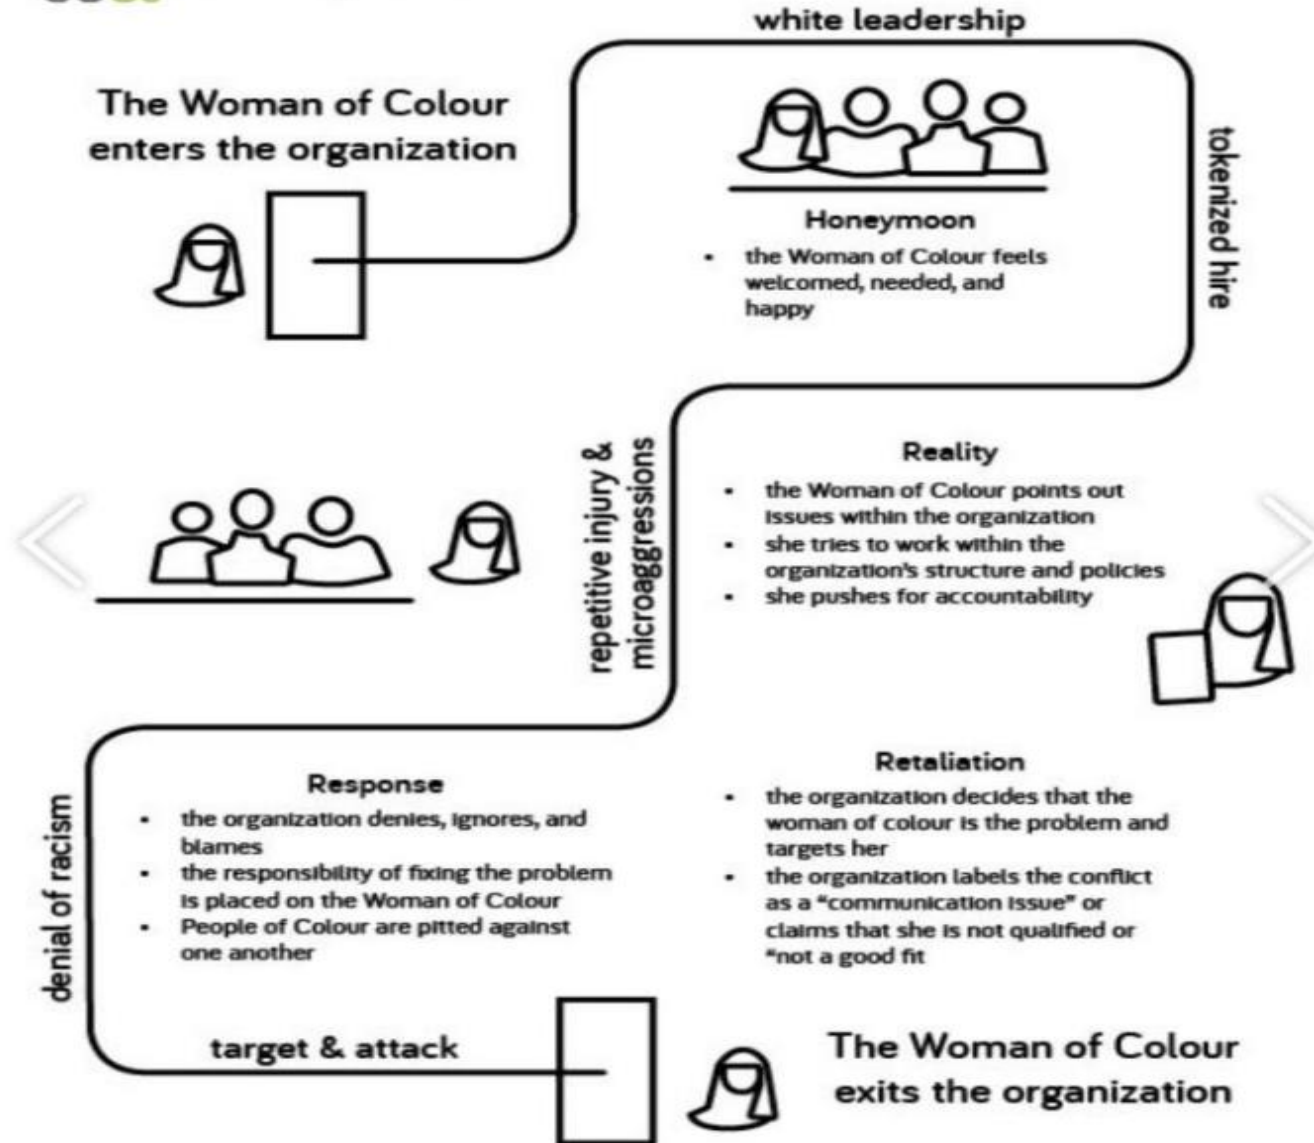 The Woman of Colour
enters the organization
white leadership
tokenized hire
Honeymoon
• the Woman of Colour feels
welcomed, needed, and
happy
repetitive injury &
microaggressions
Reality
• the Woman of Colour points out
issues within the organization
• she tries to work within the
organization's structure and policies
• she pushes for accountability
denial of racism
Response
• the organization denies, ignores, and
blames
• the responsibility of fixing the problem
is placed on the Woman of Colour
• People of Colour are pitted against
one another
Retaliation
• the organization decides that the
woman of colour is the problem and
targets her
• the organization labels the conflict
as a "communication issue" or
claims that she is not qualified or
"not a good fit
target & attack
The Woman of Colour
exits the organization